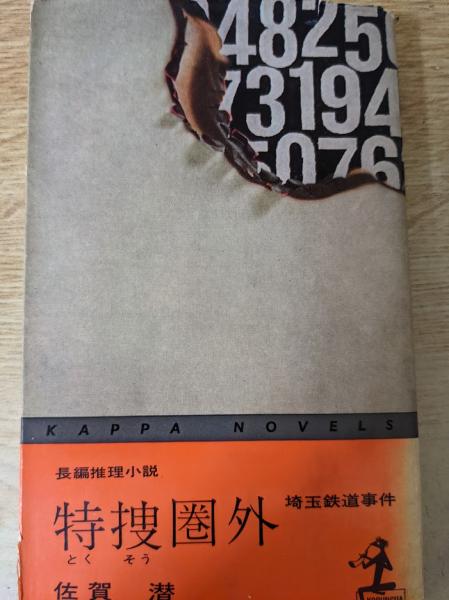 48250
73194
5076
KAPPA NOVELS
長編推理小説
特捜圏外 埼玉鉄道事件
とくそう
佐賀 潜
KOBUNSHA